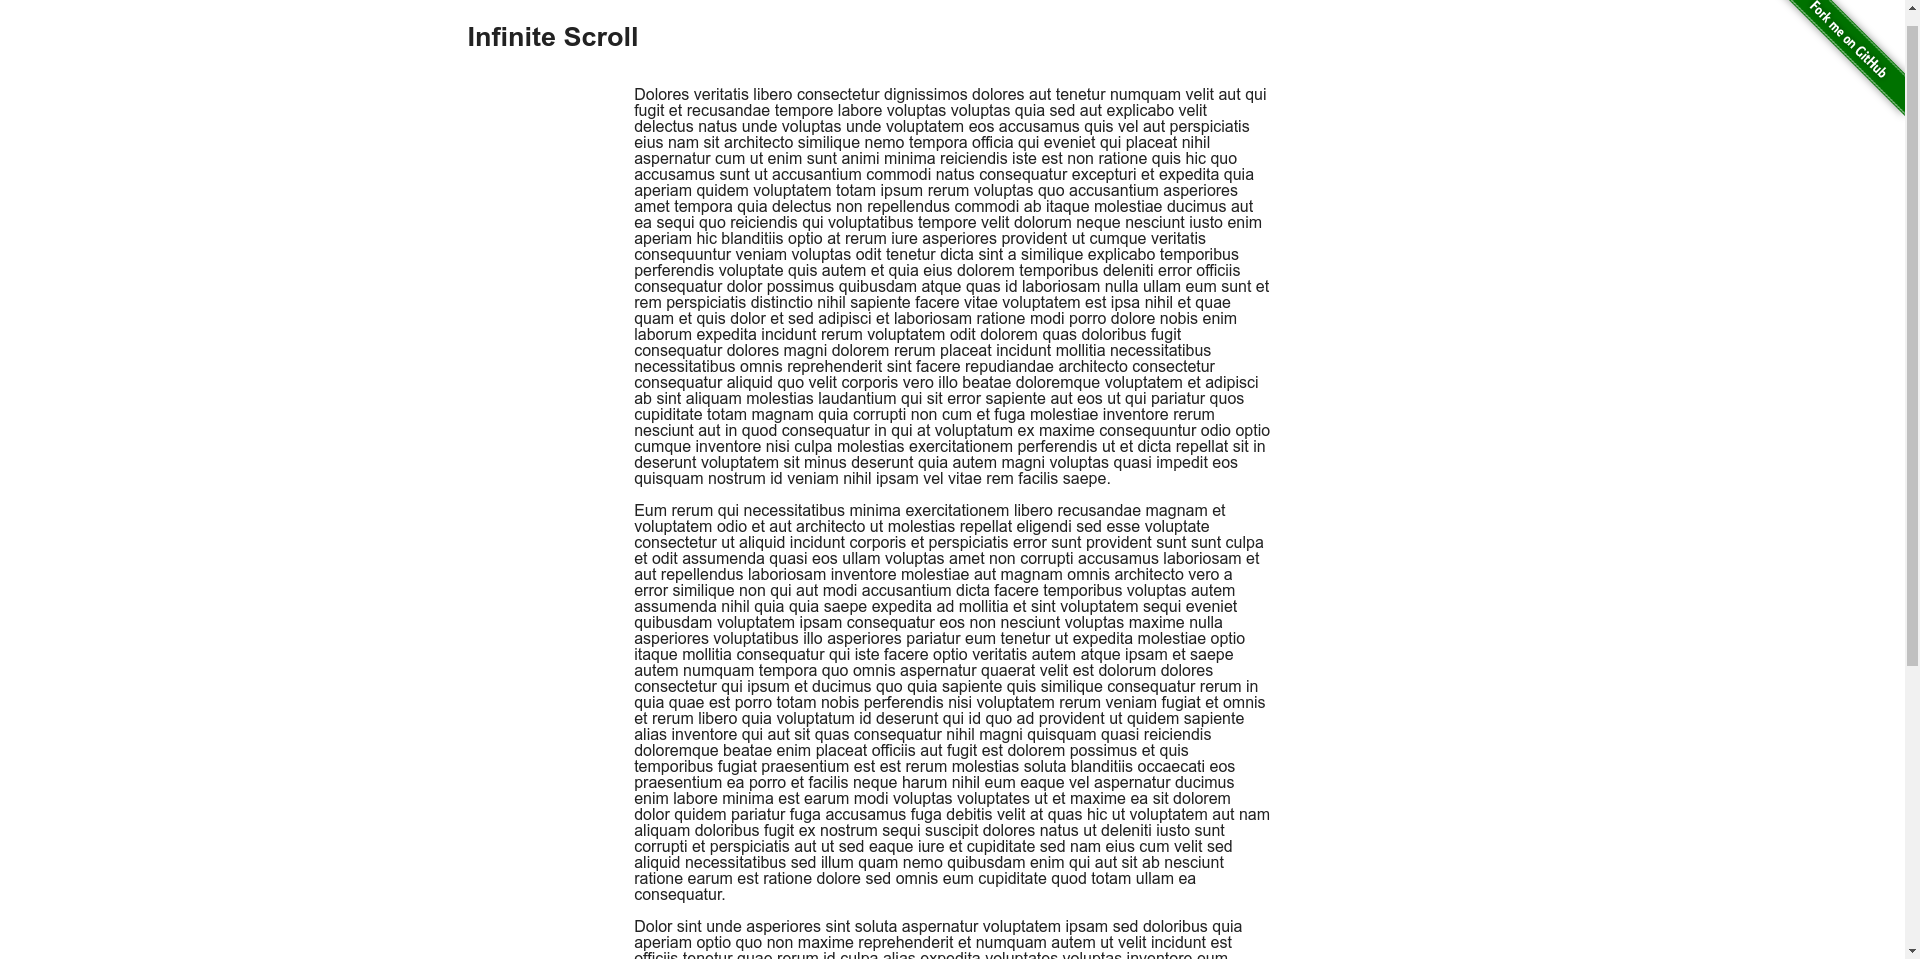 Infinite Scroll
Fork me on GitHub
Dolores veritatis libero consectetur dignissimos dolores aut tenetur numquam velit aut qui
fugit et recusandae tempore labore voluptas voluptas quia sed aut explicabo velit
delectus natus unde voluptas unde voluptatem eos accusamus quis vel aut perspiciatis
eius nam sit architecto similique nemo tempora officia qui eveniet qui placeat nihil
aspernatur cum ut enim sunt animi minima reiciendis iste est non ratione quis hic quo
accusamus sunt ut accusantium commodi natus consequatur excepturi et expedita quia
aperiam quidem voluptatem totam ipsum rerum voluptas quo accusantium asperiores
amet tempora quia delectus non repellendus commodi ab itaque molestiae ducimus aut
ea sequi quo reiciendis qui voluptatibus tempore velit dolorum neque nesciunt iusto enim
aperiam hic blanditiis optio at rerum iure asperiores provident ut cumque veritatis
consequuntur veniam voluptas odit tenetur dicta sint a similique explicabo temporibus
perferendis voluptate quis autem et quia eius dolorem temporibus deleniti error officiis
consequatur dolor possimus quibusdam atque quas id laboriosam nulla ullam eum sunt et
rem perspiciatis distinctio nihil sapiente facere vitae voluptatem est ipsa nihil et quae
quam et quis dolor et sed adipisci et laboriosam ratione modi porro dolore nobis enim
laborum expedita incidunt rerum voluptatem odit dolorem quas doloribus fugit
consequatur dolores magni dolorem rerum placeat incidunt mollitia necessitatibus
necessitatibus omnis reprehenderit sint facere repudiandae architecto consectetur
consequatur aliquid quo velit corporis vero illo beatae doloremque voluptatem et adipisci
ab sint aliquam molestias laudantium qui sit error sapiente aut eos ut qui pariatur quos
cupiditate totam magnam quia corrupti non cum et fuga molestiae inventore rerum
nesciunt aut in quod consequatur in qui at voluptatum ex maxime consequuntur odio optio
cumque inventore nisi culpa molestias exercitationem perferendis ut et dicta repellat sit in
deserunt voluptatem sit minus deserunt quia autem magni voluptas quasi impedit eos
quisquam nostrum id veniam nihil ipsam vel vitae rem facilis saepe.
Eum rerum qui necessitatibus minima exercitationem libero recusandae magnam et
voluptatem odio et aut architecto ut molestias repellat eligendi sed esse voluptate
consectetur ut aliquid incidunt corporis et perspiciatis error sunt provident sunt sunt culpa
et odit assumenda quasi eos ullam voluptas amet non corrupti accusamus laboriosam et
aut repellendus laboriosam inventore molestiae aut magnam omnis architecto vero a
error similique non qui aut modi accusantium dicta facere temporibus voluptas autem
assumenda nihil quia quia saepe expedita ad mollitia et sint voluptatem sequi eveniet
quibusdam voluptatem ipsam consequatur eos non nesciunt voluptas maxime nulla
asperiores voluptatibus illo asperiores pariatur eum tenetur ut expedita molestiae optio
itaque mollitia consequatur qui iste facere optio veritatis autem atque ipsam et saepe
autem numquam tempora quo omnis aspernatur quaerat velit est dolorum dolores
consectetur qui ipsum et ducimus quo quia sapiente quis similique consequatur rerum in
quia quae est porro totam nobis perferendis nisi voluptatem rerum veniam fugiat et omnis
et rerum libero quia voluptatum id deserunt qui id quo ad provident ut quidem sapiente
alias inventore qui aut sit quas consequatur nihil magni quisquam quasi reiciendis
doloremque beatae enim placeat officiis aut fugit est dolorem possimus et quis
temporibus fugiat praesentium est est rerum molestias soluta blanditiis occaecati eos
praesentium ea porro et facilis neque harum nihil eum eaque vel aspernatur ducimus
enim labore minima est earum modi voluptas voluptates ut et maxime ea sit dolorem
dolor quidem pariatur fuga accusamus fuga debitis velit at quas hic ut voluptatem aut nam
aliquam doloribus fugit ex nostrum sequi suscipit dolores natus ut deleniti iusto sunt
corrupti et perspiciatis aut ut sed eaque iure et cupiditate sed nam eius cum velit sed
aliquid necessitatibus sed illum quam nemo quibusdam enim qui aut sit ab nesciunt
ratione earum est ratione dolore sed omnis eum cupiditate quod totam ullam ea
consequatur.
Dolor sint unde asperiores sint soluta aspernatur voluptatem ipsam sed doloribus quia
aperiam optio quo non maxime reprehenderit et numquam autem ut velit incidunt est
officiis tenetur quae rerum id culpa alias expedita voluptates voluptas inventore eum